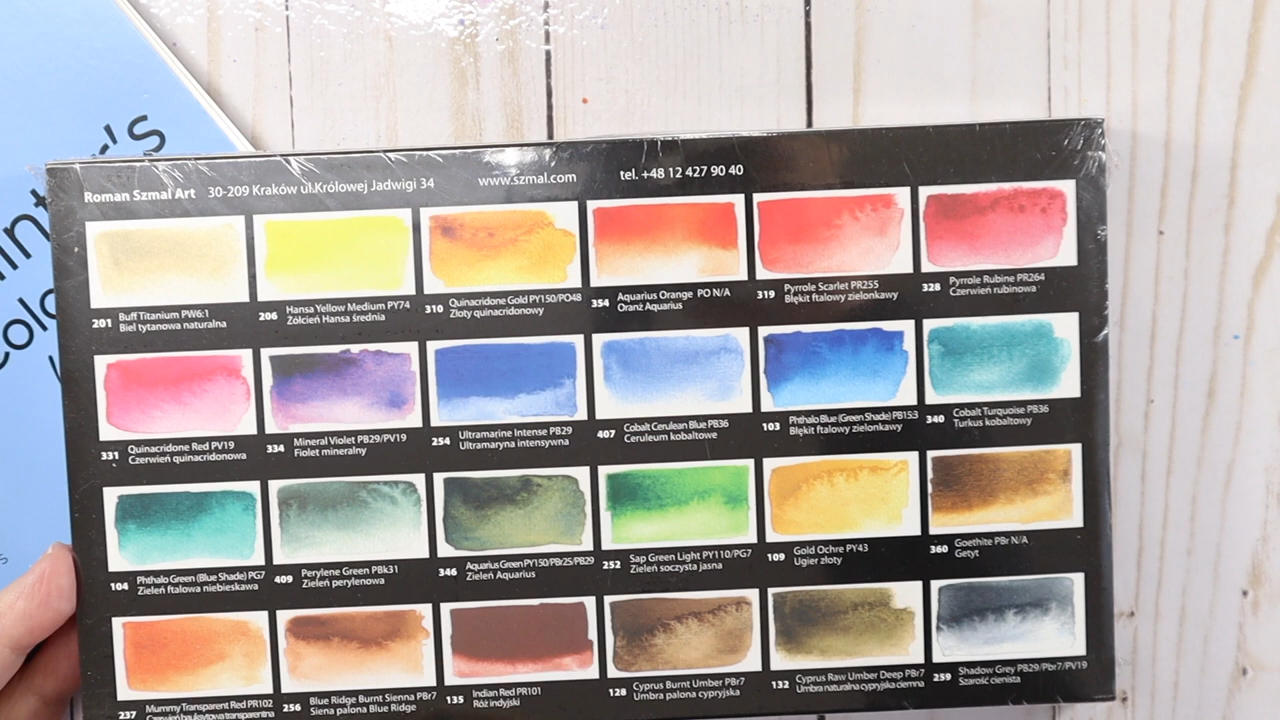 Roman Szmal Art 30-209 Kraków ul.Królowej Jadwigi 34 www.szmal.com tel. +48 12 427 90 40
201 Buff Titanium PW6:1
Biel tytanowa naturalna
206 Hansa Yellow Medium PY74
Żółcień Hansa średnia
310 Quinacridone Gold PY150/PO48
Złoty quinacridonowy
354 Aquarius Orange PO N/A
Oranż Aquarius
319 Pyrrole Scarlet PR255
Błękit ftalowy zielonkawy
328 Pyrrole Rubine PR264
Czerwień rubinowa
331 Quinacridone Red PV19
Czerwień quinacridonowa
334 Mineral Violet PB29/PV19
Fiolet mineralny
254 Ultramarine Intense PB29
Ultramaryna intensywna
407 Cobalt Cerulean Blue PB36
Ceruleum kobaltowe
103 Phthalo Blue (Green Shade) PB15:3
Błękit ftalowy zielonkawy
340 Cobalt Turquoise PB36
Turkus kobaltowy
104 Phthalo Green (Blue Shade) PG7
Zieleń ftalowa niebieskawa
409 Perylene Green PBk31
Zieleń perylenowa
346 Aquarius Green PY150/PBr25/PB29
Zieleń Aquarius
252 Sap Green Light PY110/PG7
Zieleń soczysta jasna
109 Gold Ochre PY43
Ugier złoty
360 Goethite PBr N/A
Getyt
237 Mummy Transparent Red PR102
Czerwień bauksytowa transparentna
256 Blue Ridge Burnt Sienna PBr7
Siena palona Blue Ridge
135 Indian Red PR101
Róż indyjski
128 Cyprus Burnt Umber PBr7
Umbra palona cypryjska
132 Cyprus Raw Umber Deep PBr7
Umbra naturalna cypryjska ciemna
259 Shadow Grey PB29/Pbr7/PV19
Szarość cienista